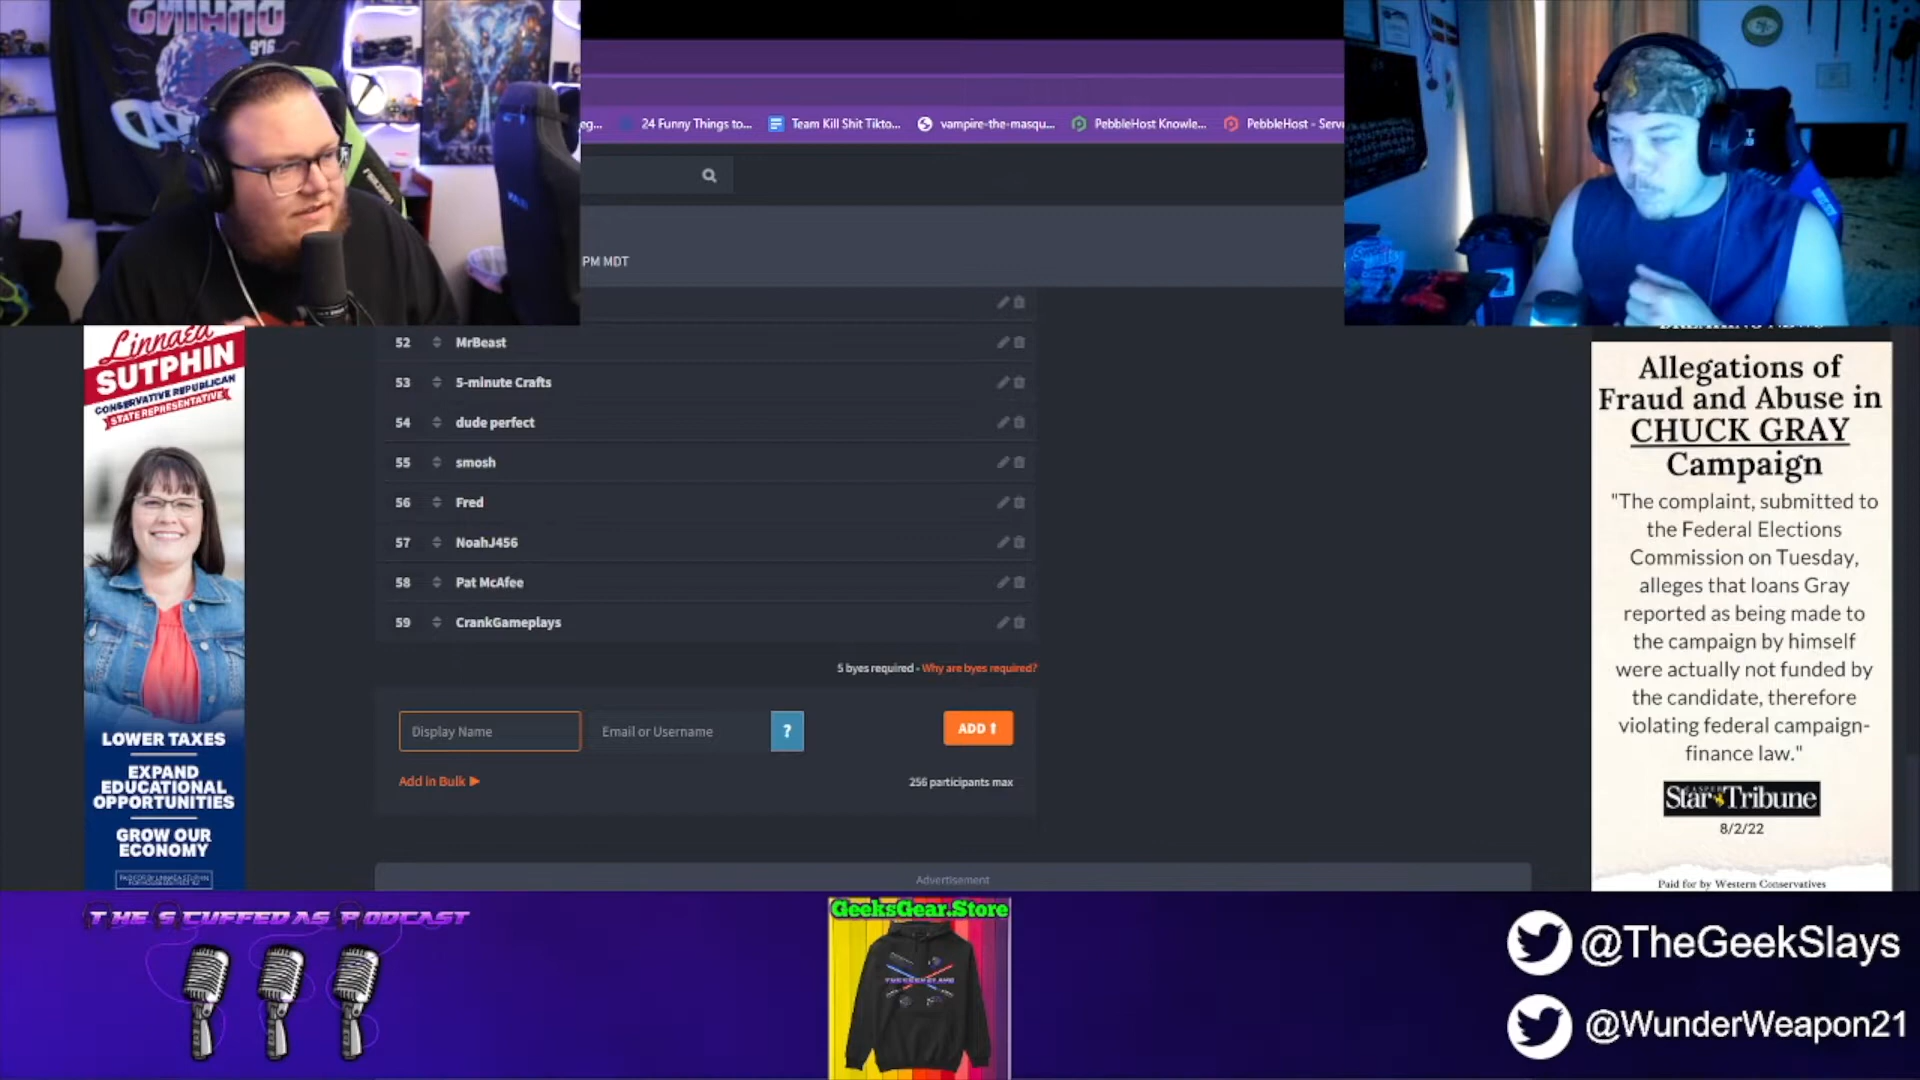 976
eg...
24 Funny Things to...
Team Kill Shit Tikto...
vampire-the-masqu...
PebbleHost Knowle...
PebbleHost - Serv
PM MDT
52 MrBeast
53 5-minute Crafts
54 dude perfect
55 smosh
56 Fred
57 NoahJ456
58 Pat McAfee
59 CrankGameplays
5 byes required - Why are byes required?
Display Name
Email or Username
?
ADD
Add in Bulk
256 participants max
Advertisement
Linnaea
SUTPHIN
CONSERVATIVE REPUBLICAN
STATE REPRESENTATIVE
LOWER TAXES
EXPAND
EDUCATIONAL
OPPORTUNITIES
GROW OUR
ECONOMY
Allegations of
Fraud and Abuse in
CHUCK GRAY
Campaign
"The complaint, submitted to
the Federal Elections
Commission on Tuesday,
alleges that loans Gray
reported as being made to
the campaign by himself
were actually not funded by
the candidate, therefore
violating federal campaign-
finance law."
CASPER
Star Tribune
8/2/22
Paid for by Western Conservatives
THE STUFFED AS PODCAST
GeeksGear.Store
THEGEEKSLAYS
@TheGeekSlays
@WunderWeapon21